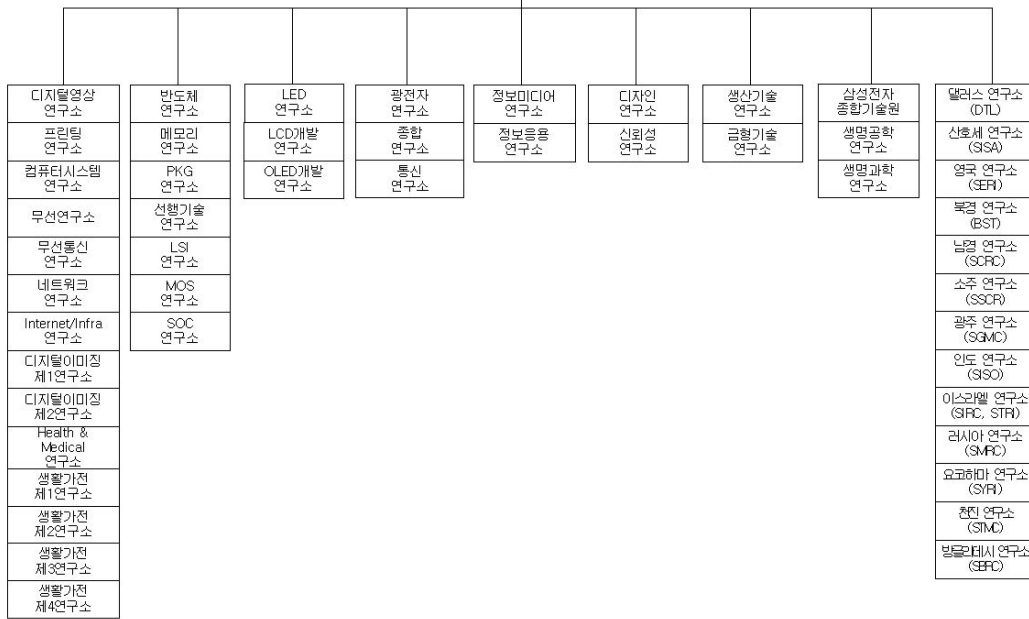 디지털영상
연구소
프린팅
연구소
컴퓨터시스템
연구소
무선연구소
무선통신
연구소
네트워크
연구소
Internet/Infra
연구소
디지털이미징
제1연구소
디지털이미징
제2연구소
Health &
Medical
연구소
생활가전
제1연구소
생활가전
제2연구소
생활가전
제3연구소
생활가전
제4연구소
반도체
연구소
메모리
연구소
PKG
연구소
선행기술
연구소
LSI
연구소
MOS
연구소
SOC
연구소
LED
연구소
LCD개발
연구소
OLED개발
연구소
광전자
연구소
종합
연구소
통신
연구소
정보미디어
연구소
정보응용
연구소
디자인
연구소
신뢰성
연구소
생산기술
연구소
금형기술
연구소
삼성전자
종합기술원
생명공학
연구소
생명과학
연구소
댈러스 연구소
(DTL)
산호세 연구소
(SISA)
영국 연구소
(SERI)
북경 연구소
(BST)
남경 연구소
(SCRC)
소주 연구소
(SSCR)
광주 연구소
(SGMC)
인도 연구소
(SISO)
이스라엘 연구소
(SIRC, STRI)
러시아 연구소
(SMRC)
요코하마 연구소
(SYRI)
천진 연구소
(STMC)
방글라데시 연구소
(SBRC)